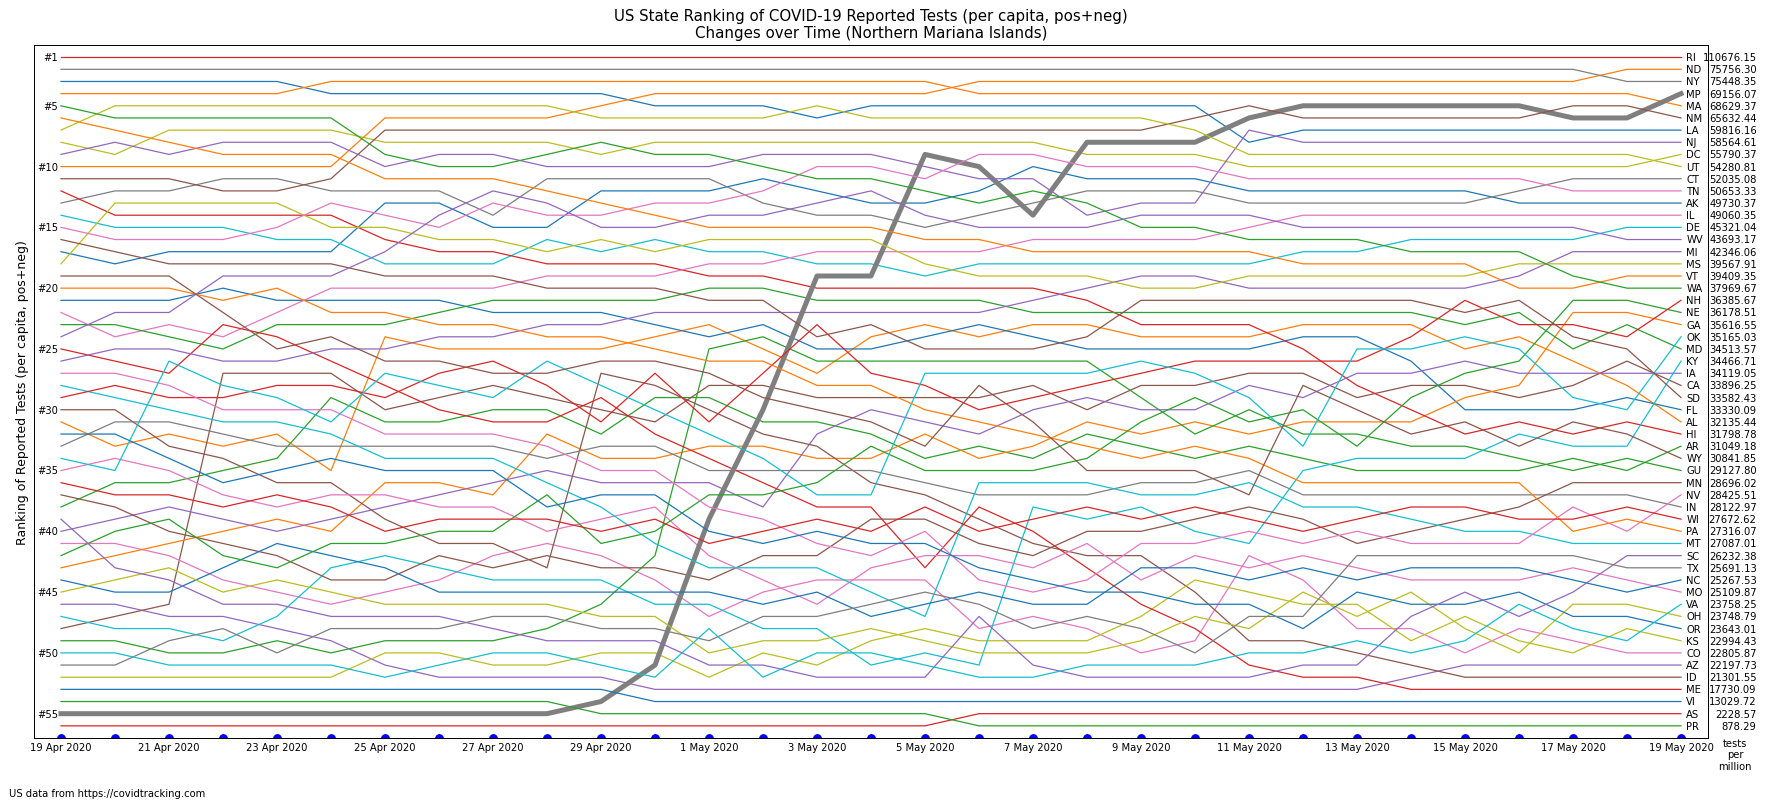 US State Ranking of COVID-19 Reported Tests (per capita, pos+neg)
Changes over Time (Northern Mariana Islands)
Ranking of Reported Tests (per capita, pos+neg)
#1
#5
#10
#15
#20
#25
#30
#35
#40
#45
#50
#55
RI 110676.15
ND 75756.30
NY 75448.35
MP 69156.07
MA 68629.37
NM 65632.44
LA 59816.16
NJ 58564.61
DC 55790.37
UT 54280.81
CT 52035.08
TN 50653.33
AK 49730.37
IL 49060.35
DE 45321.04
WV 43693.17
MI 42346.06
MS 39567.91
VT 39409.35
WA 37969.67
NH 36385.67
NE 36178.51
GA 35616.55
OK 35165.03
MD 34513.57
KY 34466.71
IA 34119.05
CA 33896.25
SD 33582.43
FL 33330.09
AL 32135.44
HI 31798.78
AR 31049.18
WY 30841.85
GU 29127.80
MN 28696.02
NV 28425.51
IN 28122.97
WI 27672.62
PA 27316.07
MT 27087.01
SC 26232.38
TX 25691.13
NC 25267.53
MO 25109.87
VA 23758.25
OH 23748.79
OR 23643.01
KS 22994.43
CO 22805.87
AZ 22197.73
ID 21301.55
ME 17730.09
VI 13029.72
AS 2228.57
PR 878.29
19 Apr 2020
21 Apr 2020
23 Apr 2020
25 Apr 2020
27 Apr 2020
29 Apr 2020
1 May 2020
3 May 2020
5 May 2020
7 May 2020
9 May 2020
11 May 2020
13 May 2020
15 May 2020
17 May 2020
19 May 2020
tests
per
million
US data from https://covidtracking.com